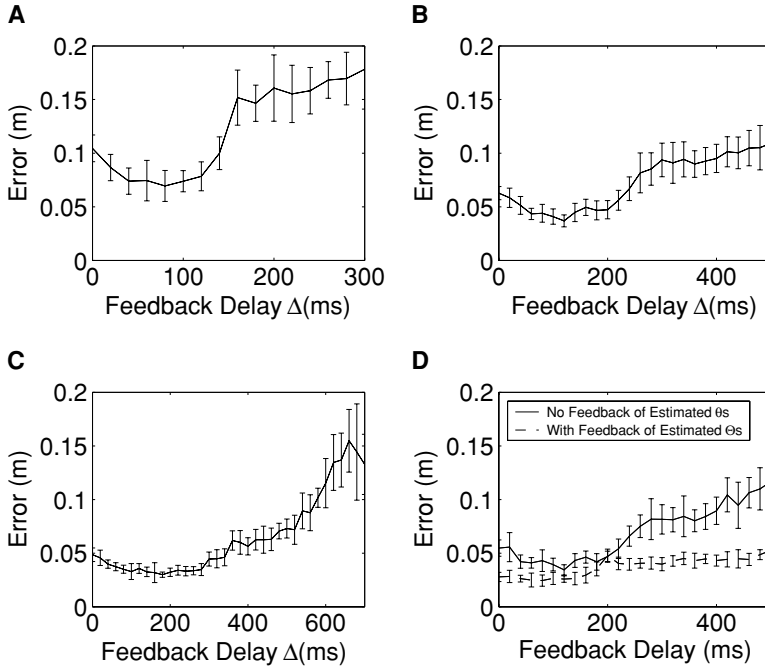 A
0.2
0.15
0.1
0.05
0
Error (m)
0
100
200
300
Feedback Delay Δ(ms)
B
0.2
0.15
0.1
0.05
0
Error (m)
0
200
400
Feedback Delay Δ(ms)
C
0.2
0.15
0.1
0.05
0
Error (m)
0
200
400
600
Feedback Delay Δ(ms)
D
0.2
0.15
0.1
0.05
0
Error (m)
No Feedback of Estimated θs
With Feedback of Estimated Θs
0
200
400
Feedback Delay (ms)